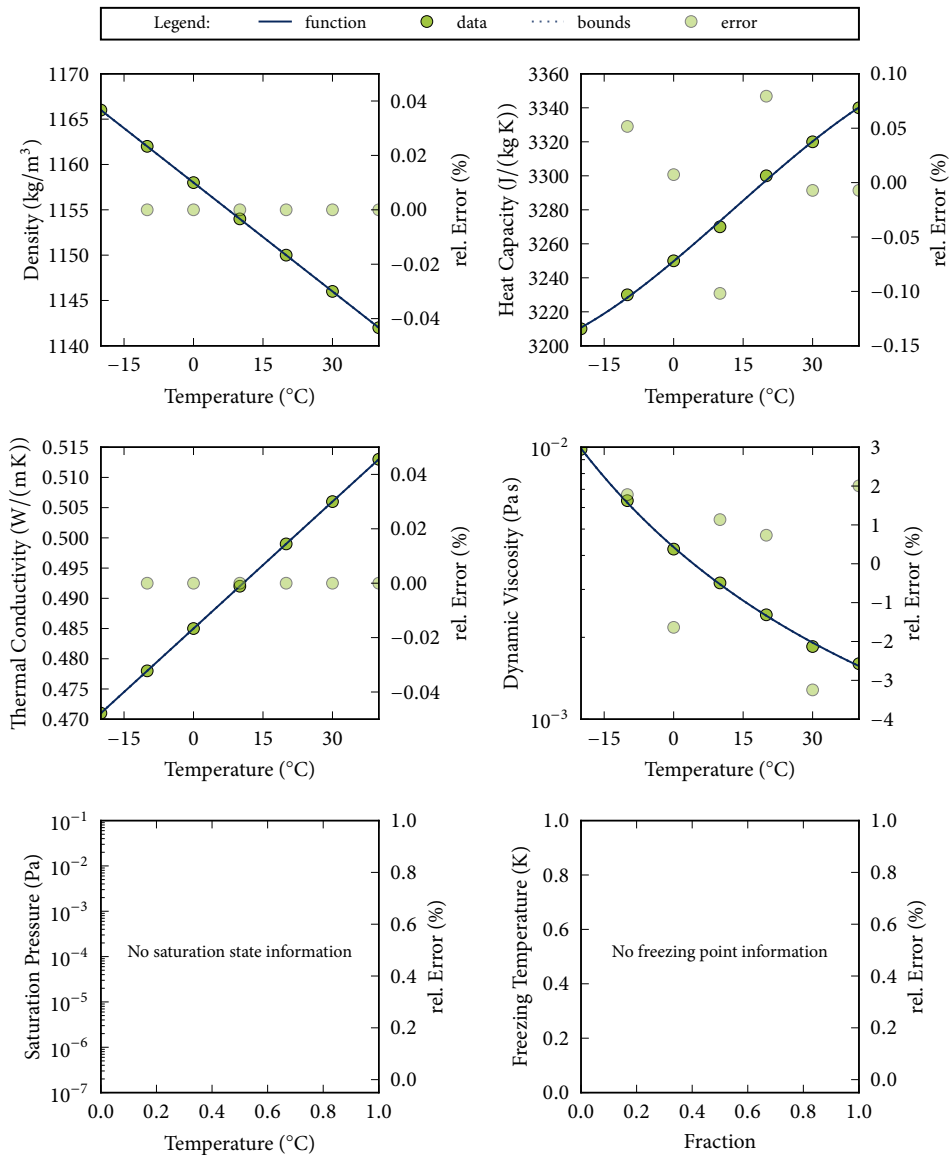 Legend: function data bounds error
1170
1165
1160
1155
1150
1145
1140
Density (kg/m³)
0.04
0.02
0.00
−0.02
−0.04
rel. Error (%)
−15 0 15 30
Temperature (°C)
3360
3340
3320
3300
3280
3260
3240
3220
3200
Heat Capacity (J/(kg K))
0.10
0.05
0.00
−0.05
−0.10
−0.15
rel. Error (%)
−15 0 15 30
Temperature (°C)
0.515
0.510
0.505
0.500
0.495
0.490
0.485
0.480
0.475
0.470
Thermal Conductivity (W/(m K))
0.04
0.02
0.00
−0.02
−0.04
rel. Error (%)
−15 0 15 30
Temperature (°C)
10⁻²
10⁻³
Dynamic Viscosity (Pa s)
3
2
1
0
−1
−2
−3
−4
rel. Error (%)
−15 0 15 30
Temperature (°C)
10⁻¹
10⁻²
10⁻³
10⁻⁴
10⁻⁵
10⁻⁶
10⁻⁷
Saturation Pressure (Pa)
No saturation state information
1.0
0.8
0.6
0.4
0.2
0.0
rel. Error (%)
0.0 0.2 0.4 0.6 0.8 1.0
Temperature (°C)
1.0
0.8
0.6
0.4
0.2
0.0
Freezing Temperature (K)
No freezing point information
1.0
0.8
0.6
0.4
0.2
0.0
rel. Error (%)
0.0 0.2 0.4 0.6 0.8 1.0
Fraction